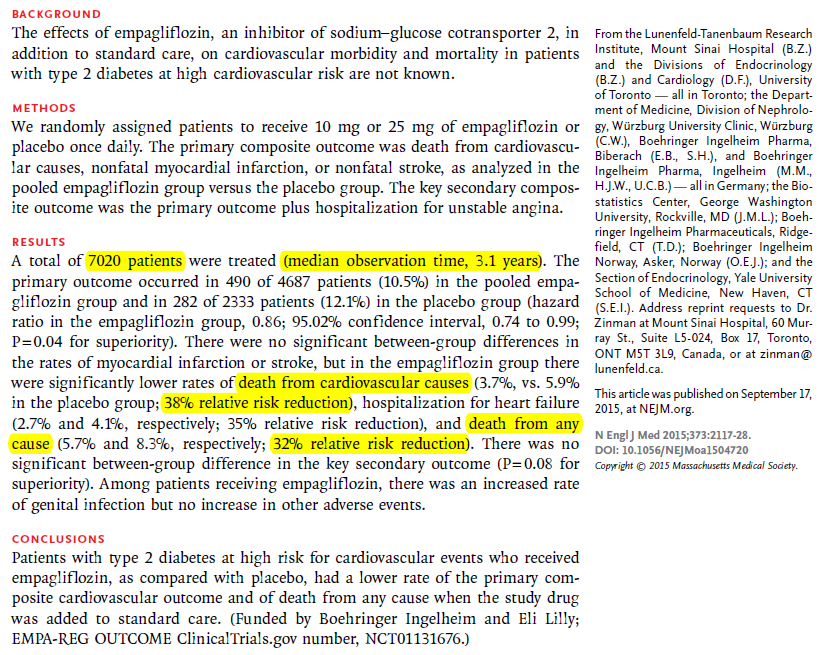 BACKGROUND
The effects of empagliflozin, an inhibitor of sodium–glucose cotransporter 2, in
addition to standard care, on cardiovascular morbidity and mortality in patients
with type 2 diabetes at high cardiovascular risk are not known.
METHODS
We randomly assigned patients to receive 10 mg or 25 mg of empagliflozin or
placebo once daily. The primary composite outcome was death from cardiovascu-
lar causes, nonfatal myocardial infarction, or nonfatal stroke, as analyzed in the
pooled empagliflozin group versus the placebo group. The key secondary compos-
ite outcome was the primary outcome plus hospitalization for unstable angina.
RESULTS
A total of 7020 patients were treated (median observation time, 3.1 years). The
primary outcome occurred in 490 of 4687 patients (10.5%) in the pooled empa-
gliflozin group and in 282 of 2333 patients (12.1%) in the placebo group (hazard
ratio in the empagliflozin group, 0.86; 95.02% confidence interval, 0.74 to 0.99;
P=0.04 for superiority). There were no significant between-group differences in
the rates of myocardial infarction or stroke, but in the empagliflozin group there
were significantly lower rates of death from cardiovascular causes (3.7%, vs. 5.9%
in the placebo group; 38% relative risk reduction), hospitalization for heart failure
(2.7% and 4.1%, respectively; 35% relative risk reduction), and death from any
cause (5.7% and 8.3%, respectively; 32% relative risk reduction). There was no
significant between-group difference in the key secondary outcome (P=0.08 for
superiority). Among patients receiving empagliflozin, there was an increased rate
of genital infection but no increase in other adverse events.
CONCLUSIONS
Patients with type 2 diabetes at high risk for cardiovascular events who received
empagliflozin, as compared with placebo, had a lower rate of the primary com-
posite cardiovascular outcome and of death from any cause when the study drug
was added to standard care. (Funded by Boehringer Ingelheim and Eli Lilly;
EMPA-REG OUTCOME ClinicalTrials.gov number, NCT01131676.)
From the Lunenfeld-Tanenbaum Research
Institute, Mount Sinai Hospital (B.Z.)
and the Divisions of Endocrinology
(B.Z.) and Cardiology (D.F.), University
of Toronto — all in Toronto; the Depart-
ment of Medicine, Division of Nephrolo-
gy, Würzburg University Clinic, Würzburg
(C.W.), Boehringer Ingelheim Pharma,
Biberach (E.B., S.H.), and Boehringer
Ingelheim Pharma, Ingelheim (M.M.,
H.J.W., U.C.B.) — all in Germany; the Bio-
statistics Center, George Washington
University, Rockville, MD (J.M.L.); Boeh-
ringer Ingelheim Pharmaceuticals, Ridge-
field, CT (T.D.); Boehringer Ingelheim
Norway, Asker, Norway (O.E.J.); and the
Section of Endocrinology, Yale University
School of Medicine, New Haven, CT
(S.E.I.). Address reprint requests to Dr.
Zinman at Mount Sinai Hospital, 60 Mur-
ray St., Suite L5-024, Box 17, Toronto,
ONT M5T 3L9, Canada, or at zinman@
lunenfeld.ca.
This article was published on September 17,
2015, at NEJM.org.
N Engl J Med 2015;373:2117-28.
DOI: 10.1056/NEJMoa1504720
Copyright © 2015 Massachusetts Medical Society.